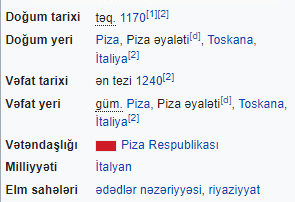 Doğum tarixi təq. 1170[1][2]
Doğum yeri Piza, Piza əyaləti[d], Toskana,
İtaliya[2]
Vəfat tarixi ən tezi 1240[2]
Vəfat yeri güm. Piza, Piza əyaləti[d], Toskana,
İtaliya[2]
Vətəndaşlığı Piza Respublikası
Milliyyəti İtalyan
Elm sahələri ədədlər nəzəriyyəsi, riyaziyyat